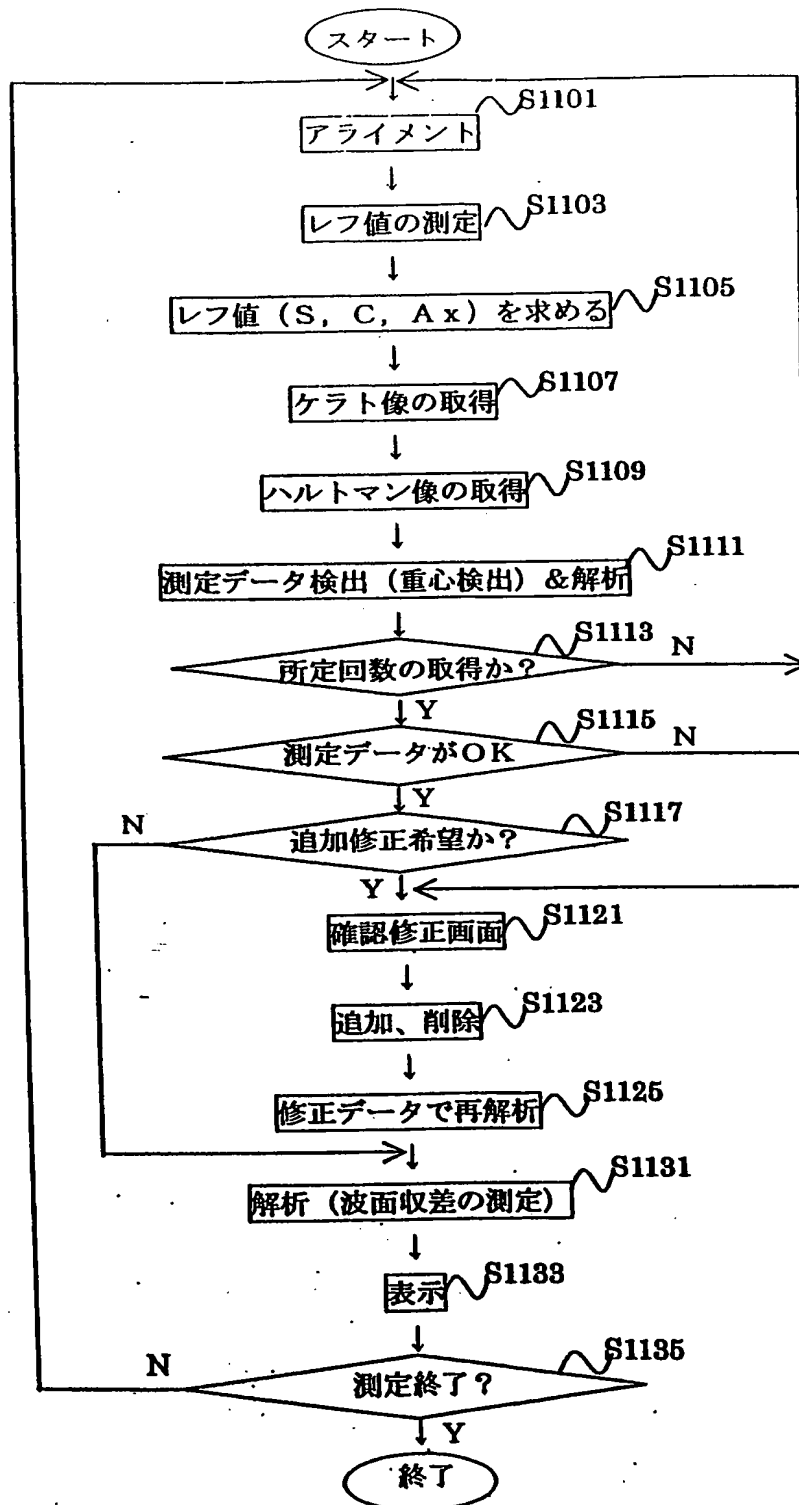 スタート
S1101
アライメント
S1103
レフ値の測定
S1105
レフ値(S, C, Ax)を求める
S1107
ケラト像の取得
S1109
ハルトマン像の取得
S1111
測定データ検出(重心検出)&解析
S1113
所定回数の取得か?
N
Y
S1115
測定データがOK
N
Y
S1117
N
追加修正希望か?
Y
S1121
確認修正画面
S1123
追加、削除
S1125
修正データで再解析
S1131
解析(波面収差の測定)
S1133
表示
S1135
N
測定終了?
Y
終了